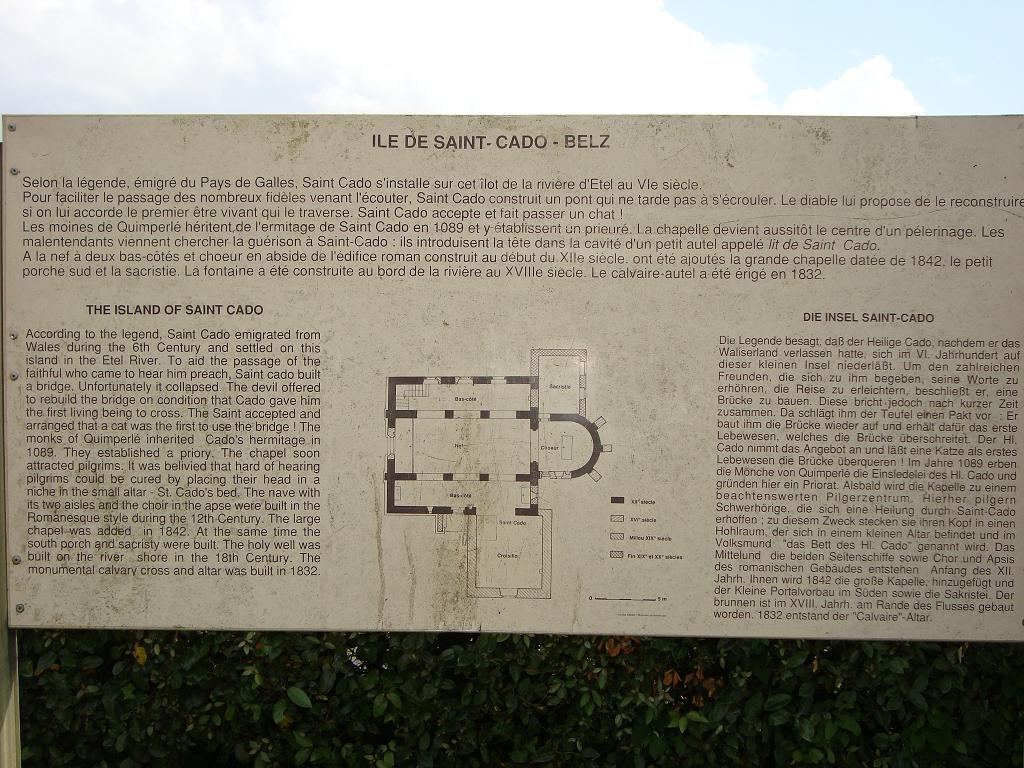 ILE DE SAINT-CADO - BELZ
Selon la légende, émigré du Pays de Galles, Saint Cado s'installe sur cet îlot de la rivière d'Etel au VIe siècle.
Pour faciliter le passage des nombreux fidèles venant l'écouter, Saint Cado construit un pont qui ne tarde pas à s'écrouler. Le diable lui propose de le reconstruire
si on lui accorde le premier être vivant qui le traverse. Saint Cado accepte et fait passer un chat !
Les moines de Quimperlé héritent de l'ermitage de Saint Cado en 1089 et y établissent un prieuré. La chapelle devient aussitôt le centre d'un pélerinage. Les
malentendants viennent chercher la guérison à Saint-Cado : ils introduisent la tête dans la cavité d'un petit autel appelé lit de Saint Cado.
A la nef à deux bas-côtés et choeur en abside de l'édifice roman construit au début du XIIe siècle, ont été ajoutés la grande chapelle datée de 1842, le petit
porche sud et la sacristie. La fontaine a été construite au bord de la rivière au XVIIIe siècle. Le calvaire-autel a été érigé en 1832.
THE ISLAND OF SAINT CADO
According to the legend, Saint Cado emigrated from
Wales during the 6th Century and settled on this
island in the Etel River. To aid the passage of the
faithful who came to hear him preach, Saint cado built
a bridge. Unfortunately it collapsed. The devil offered
to rebuild the bridge on condition that Cado gave him
the first living being to cross. The Saint accepted and
arranged that a cat was the first to use the bridge ! The
monks of Quimperlé inherited Cado's hermitage in
1089. They established a priory. The chapel soon
attracted pilgrims. It was belivied that hard of hearing
pilgrims could be cured by placing their head in a
niche in the small altar - St. Cado's bed. The nave with
its two aisles and the choir in the apse were built in the
Romanesque style during the 12th Century. The large
chapel was added in 1842. At the same time the
south porch and sacristy were built. The holy well was
built on the river shore in the 18th Century. The
monumental calvary cross and altar was built in 1832.
Sacristie
Bas-côté
Nef
Choeur
Bas-côté
Saint Cado
Croisille
XIIe siècle
XVIe siècle
Milieu XIXe siècle
Fin XIXe et XXe siècles
0 5 m
DIE INSEL SAINT-CADO
Die Legende besagt, daß der Heilige Cado, nachdem er das
Waliserland verlassen hatte, sich im VI. Jahrhundert auf
dieser kleinen Insel niederläßt. Um den zahlreichen
Freunden, die sich zu ihm begeben, seine Worte zu
erhöhren, die Reise zu erleichtern, beschließt er, eine
Brücke zu bauen. Diese bricht jedoch nach kurzer Zeit
zusammen. Da schlägt ihm der Teufel einen Pakt vor : Er
baut ihm die Brücke wieder auf und erhält dafür das erste
Lebewesen, welches die Brücke überschreitet. Der HI.
Cado nimmt das Angebot an und läßt eine Katze als erstes
Lebewesen die Brücke überqueren ! Im Jahre 1089 erben
die Mönche von Quimperlé die Einsiedelei des Hl. Cado und
gründen hier ein Priorat. Alsbald wird die Kapelle zu einem
beachtenswerten Pilgerzentrum. Hierher pilgern
Schwerhörige, die sich eine Heilung durch Saint-Cado
erhoffen ; zu diesem Zweck stecken sie ihren Kopf in einen
Hohlraum, der sich in einem kleinen Altar befindet und im
Volksmund "das Bett des Hl. Cado" genannt wird. Das
Mittelund die beiden Seitenschiffe sowie Chor und Apsis
des romanischen Gebäudes entstehen Anfang des XII.
Jahrh. Ihnen wird 1842 die große Kapelle, hinzugefügt und
der Kleine Portalvorbau im Süden sowie die Sakristei. Der
brunnen ist im XVIII. Jahrh. am Rande des Flusses gebaut
worden. 1832 entstand der "Calvaire"-Altar.